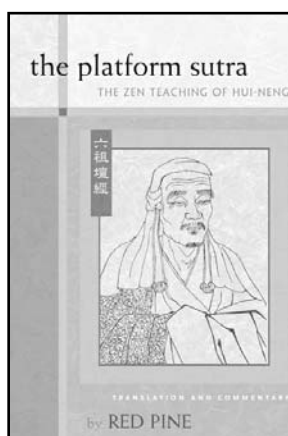 the platform sutra
THE ZEN TEACHING OF HUI-NENG
六祖壇經
TRANSLATION AND COMMENTARY
by RED PINE